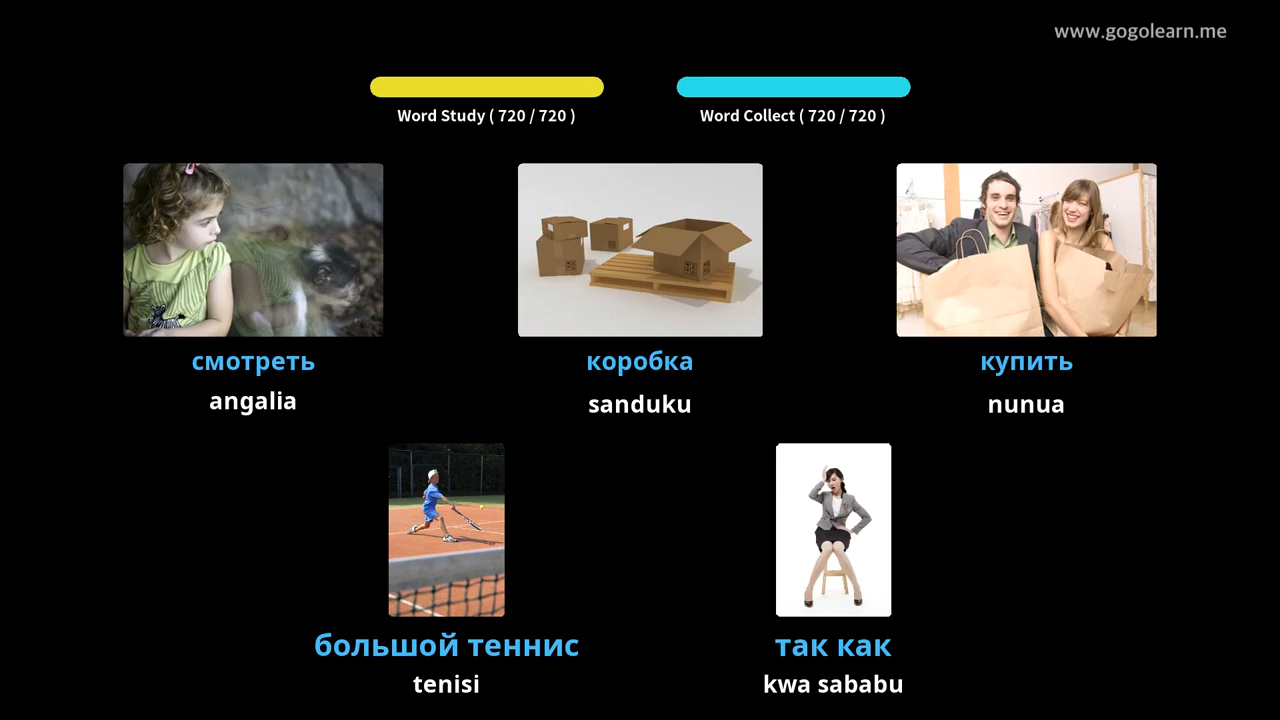 www.gogolearn.me
Word Study ( 720 / 720 )
Word Collect ( 720 / 720 )
смотреть
angalia
коробка
sanduku
купить
nunua
большой теннис
tenisi
так как
kwa sababu